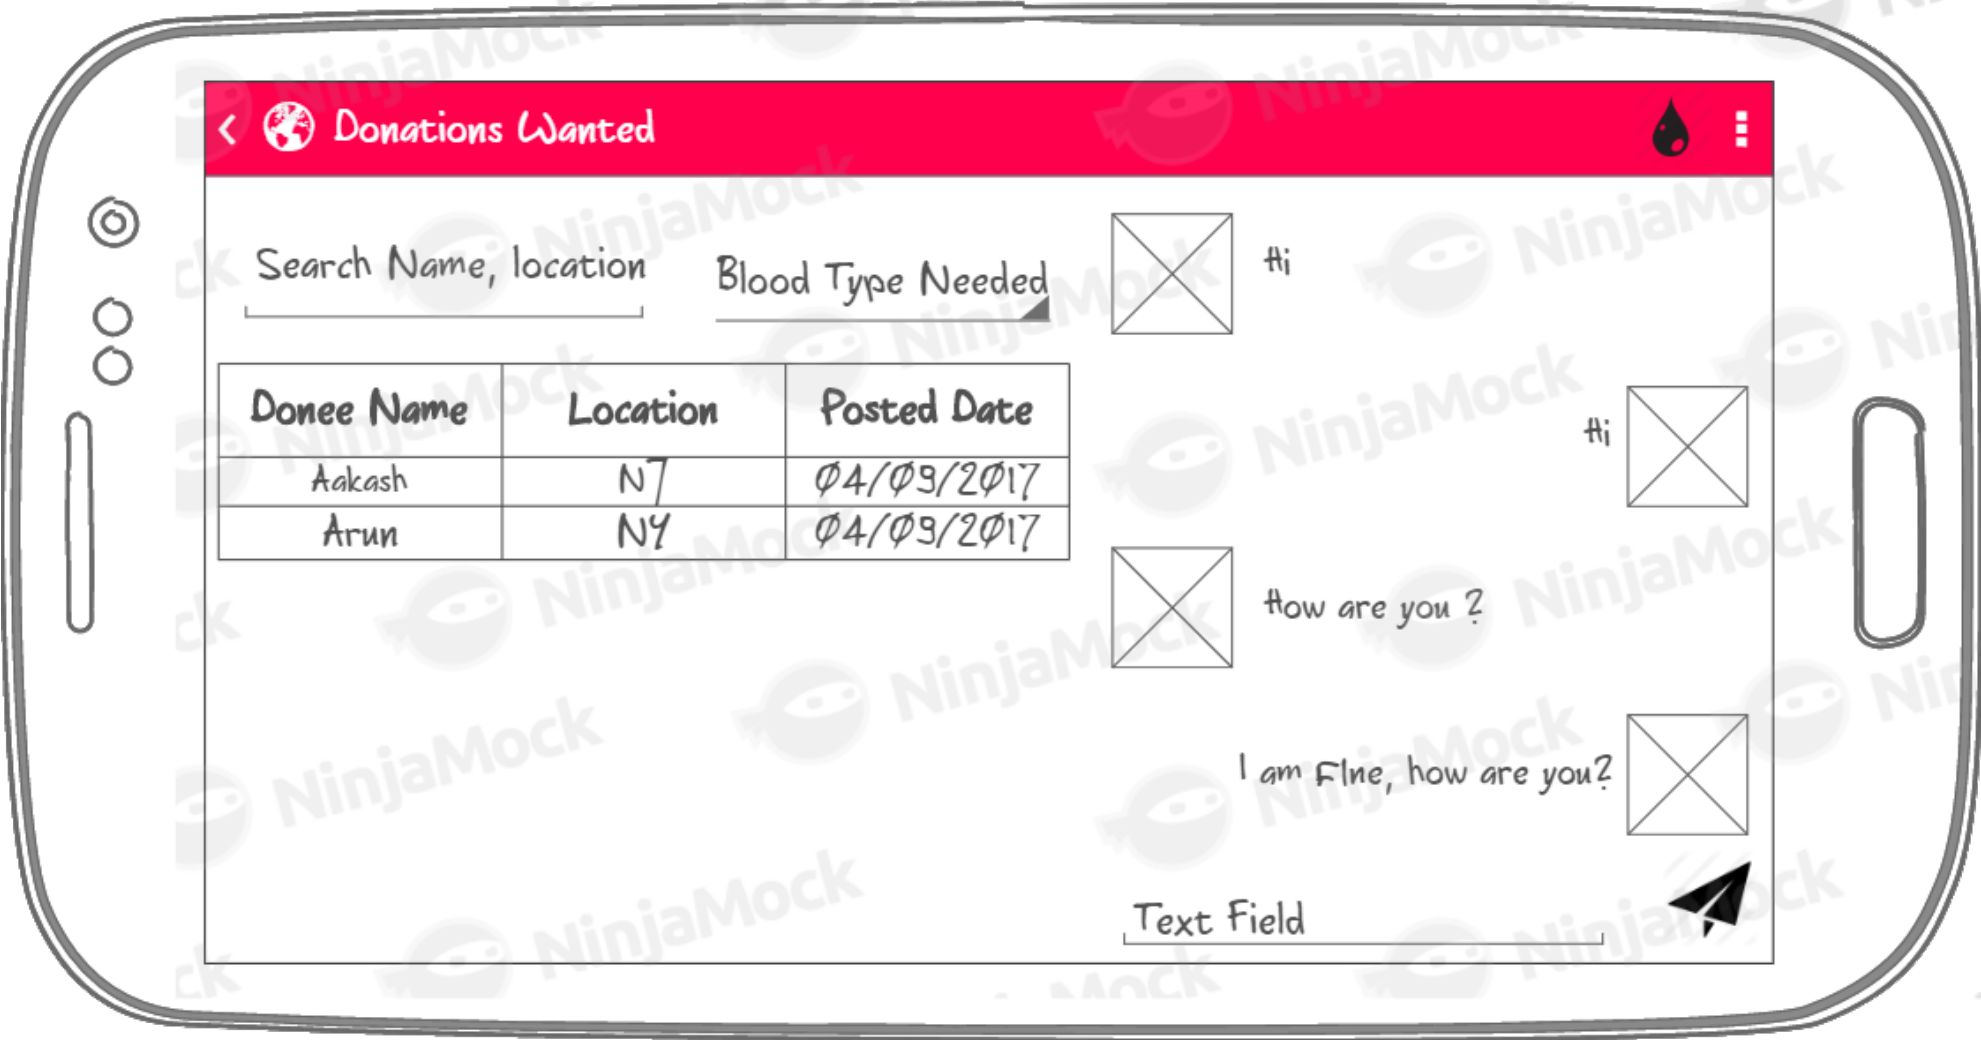 Donations Wanted
Search Name, location
Blood Type Needed
Donee Name Location Posted Date
Aakash NJ 04/09/2017
Arun NY 04/09/2017
Hi
Hi
How are you ?
I am FIne, how are you?
Text Field
NinjaMock